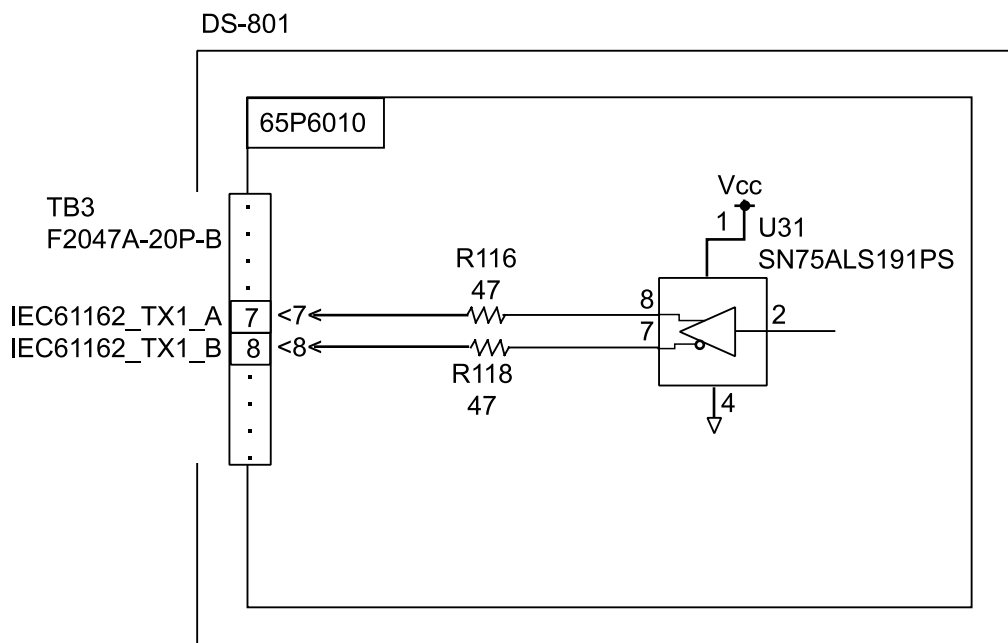 DS-801
65P6010
TB3
F2047A-20P-B
Vcc
1
U31
SN75ALS191PS
R116
47
IEC61162_TX1_A
7
<7
8
IEC61162_TX1_B
8
<8
7
2
R118
47
4